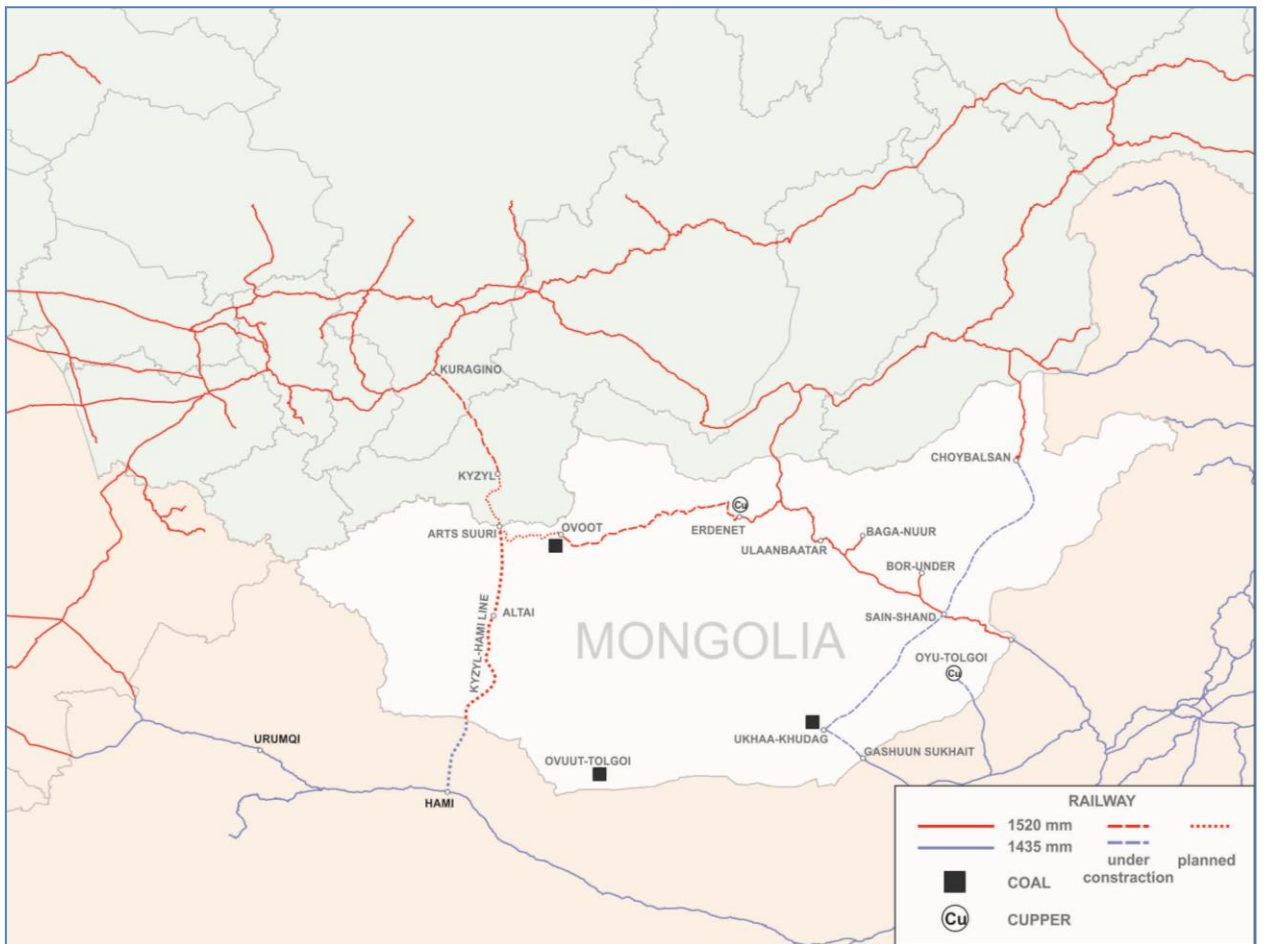 KURAGINO
KYZYL
CHOYBALSAN
ARTS SUURI
OVOOT
Cu
ERDENET
ULAANBAATAR
BAGA-NUUR
BOR-UNDER
ALTAI
KYZYL-HAMI LINE
SAIN-SHAND
MONGOLIA
OYU-TOLGOI
Cu
UKHAA-KHUDAG
GASHUUN SUKHAIT
URUMQI
OVUUT-TOLGOI
HAMI
RAILWAY
1520 mm
1435 mm
under
constraction
planned
COAL
Cu
CUPPER